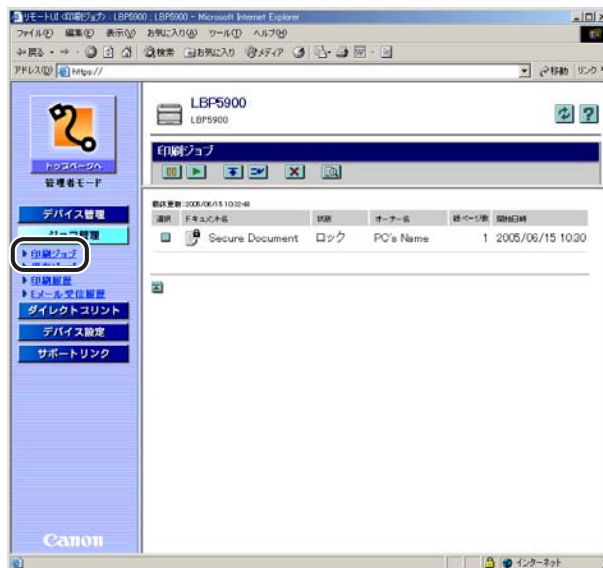 リモートUI <印刷ジョブ> : LBP5900 ; LBP5900 - Microsoft Internet Explorer
ファイル(F) 編集(E) 表示(V) お気に入り(A) ツール(T) ヘルプ(H)
戻る 検索 お気に入り メディア
アドレス(D) https:// 移動 リンク
LBP5900
LBP5900
トップページへ
管理者モード
印刷ジョブ
デバイス管理
ジョブ管理
印刷ジョブ
印刷履歴
Eメール受信履歴
ダイレクトプリント
デバイス設定
サポートリンク
最終更新:2005/06/15 10:32:48
選択 ドキュメント名 状態 オーナー名 総ページ数 開始日時
Secure Document ロック PC's Name 1 2005/06/15 10:30
Canon
インターネット